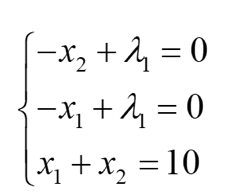 −x₂ + λ₁ = 0
−x₁ + λ₁ = 0
x₁ + x₂ = 10